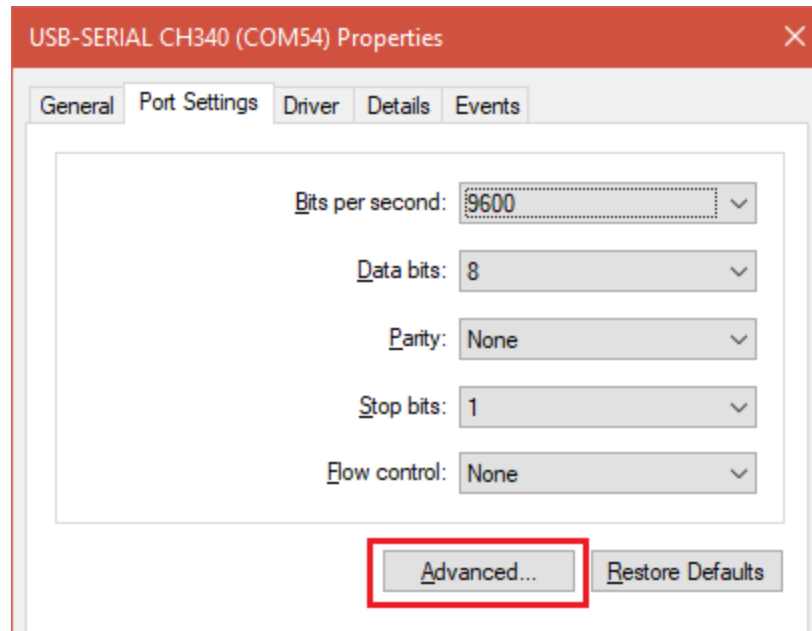 USB-SERIAL CH340 (COM54) Properties
General Port Settings Driver Details Events
Bits per second: 9600
Data bits: 8
Parity: None
Stop bits: 1
Flow control: None
Advanced... Restore Defaults